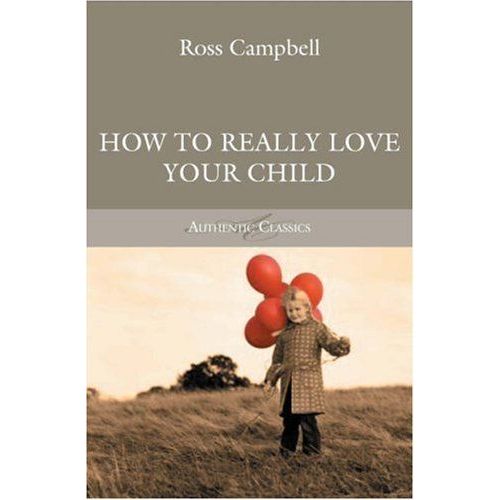 Ross Campbell
HOW TO REALLY LOVE
YOUR CHILD
AUTHENTIC CLASSICS